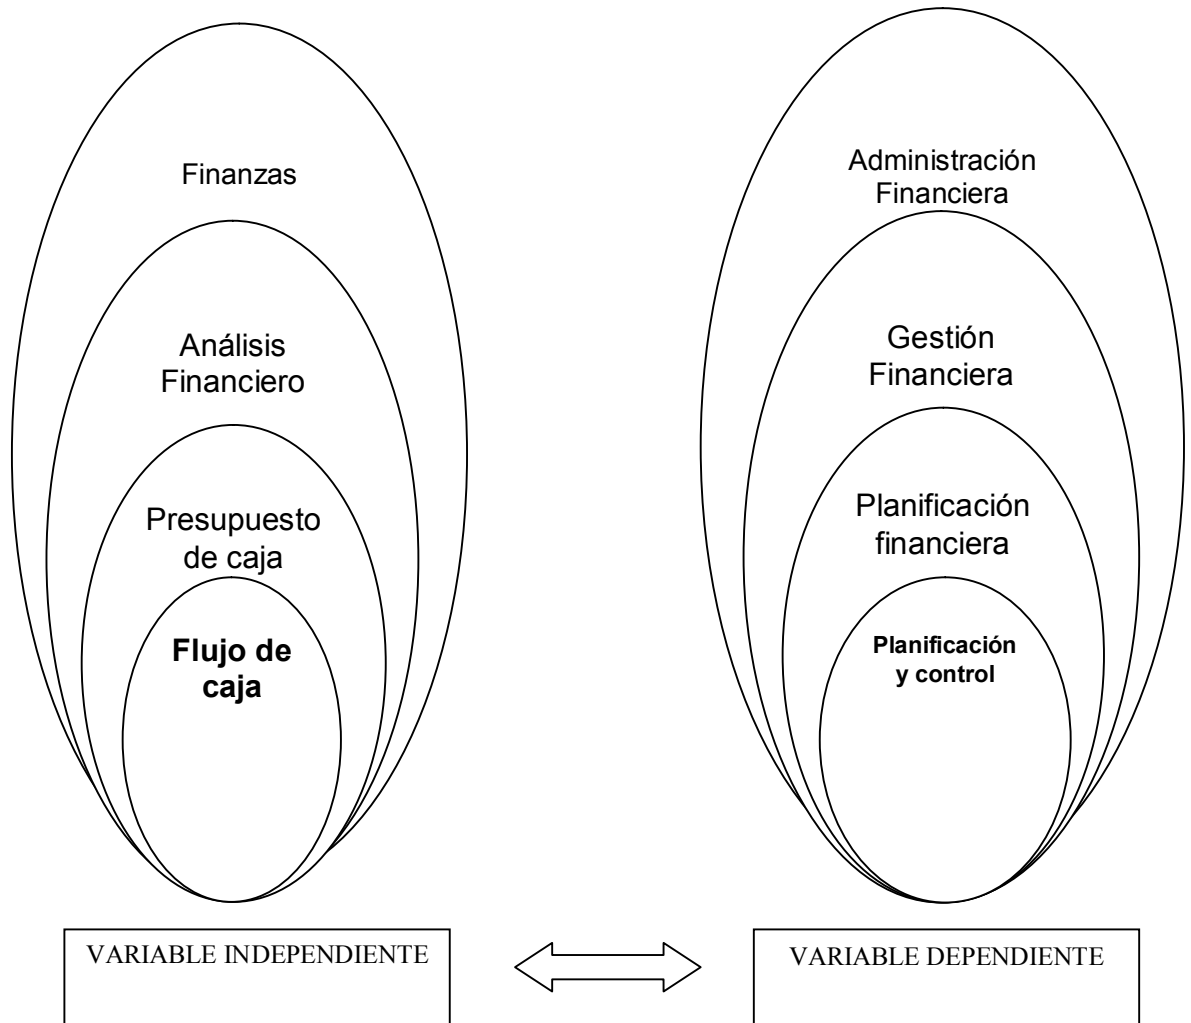 Finanzas
Análisis
Financiero
Presupuesto
de caja
Flujo de
caja
Administración
Financiera
Gestión
Financiera
Planificación
financiera
Planificación
y control
VARIABLE INDEPENDIENTE
VARIABLE DEPENDIENTE